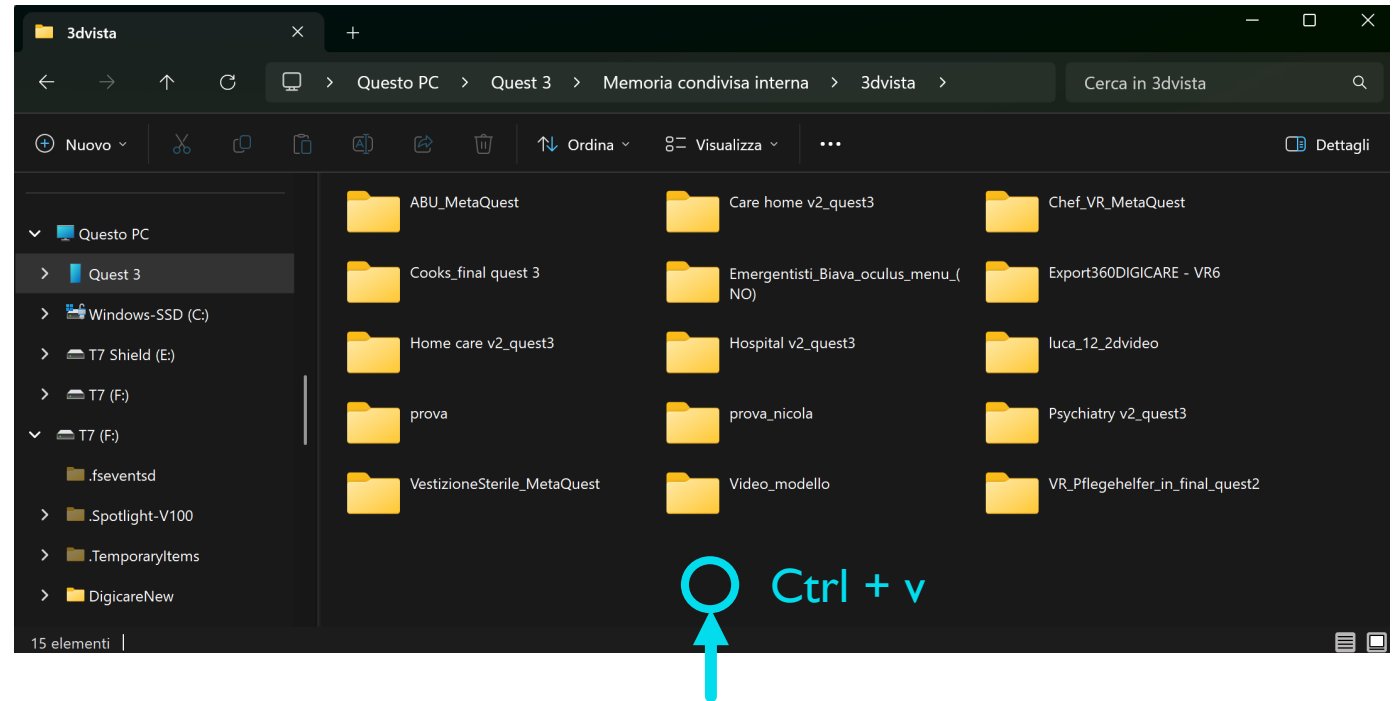 3dvista
Questo PC > Quest 3 > Memoria condivisa interna > 3dvista >
Cerca in 3dvista
Nuovo
Ordina
Visualizza
Dettagli
Questo PC
Quest 3
Windows-SSD (C:)
T7 Shield (E:)
T7 (F:)
T7 (F:)
.fseventsd
.Spotlight-V100
.TemporaryItems
DigicareNew
ABU_MetaQuest
Care home v2_quest3
Chef_VR_MetaQuest
Cooks_final quest 3
Emergentisti_Biava_oculus_menu_(
NO)
Export360DIGICARE - VR6
Home care v2_quest3
Hospital v2_quest3
luca_12_2dvideo
prova
prova_nicola
Psychiatry v2_quest3
VestizioneSterile_MetaQuest
Video_modello
VR_Pflegehelfer_in_final_quest2
Ctrl + v
15 elementi